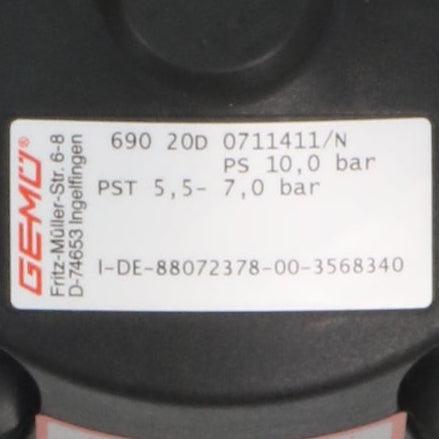 GEMÜ®
Fritz-Müller-Str. 6-8
D-74653 Ingelfingen
690 20D 0711411/N
PS 10,0 bar
PST 5,5- 7,0 bar
I-DE-88072378-00-3568340